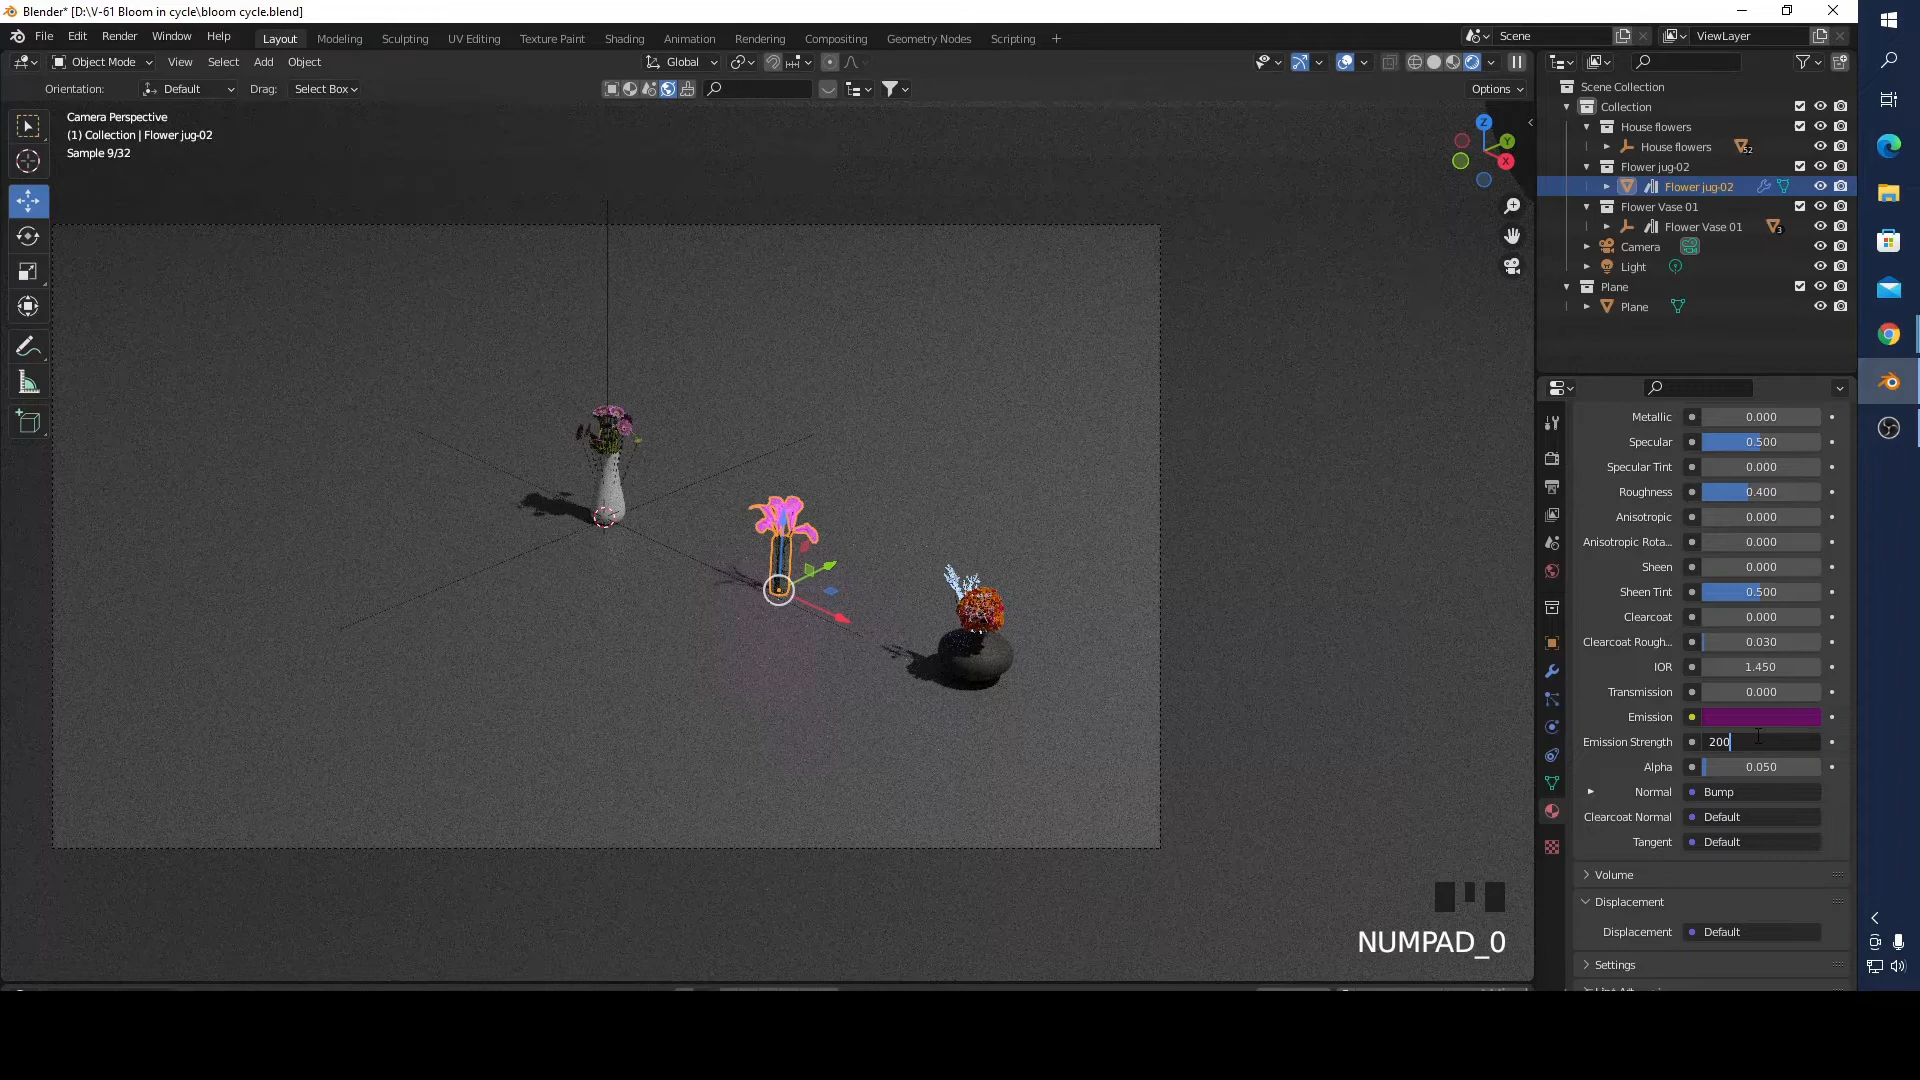 Blender* [D:\V-61 Bloom in cycle\bloom cycle.blend]
File Edit Render Window Help Layout Modeling Sculpting UV Editing Texture Paint Shading Animation Rendering Compositing Geometry Nodes Scripting + Scene ViewLayer
Object Mode View Select Add Object Global
Orientation: Default Drag: Select Box Options
Camera Perspective
(1) Collection | Flower jug-02
Sample 9/32
Z
Y
X
Scene Collection
Collection
House flowers
House flowers 52
Flower jug-02
Flower jug-02
Flower Vase 01
Flower Vase 01 3
Camera
Light
Plane
Plane
Metallic 0.000
Specular 0.500
Specular Tint 0.000
Roughness 0.400
Anisotropic 0.000
Anisotropic Rota... 0.000
Sheen 0.000
Sheen Tint 0.500
Clearcoat 0.000
Clearcoat Rough... 0.030
IOR 1.450
Transmission 0.000
Emission
Emission Strength 200
Alpha 0.050
Normal Bump
Clearcoat Normal Default
Tangent Default
Volume
Displacement
Displacement Default
Settings
NUMPAD_0